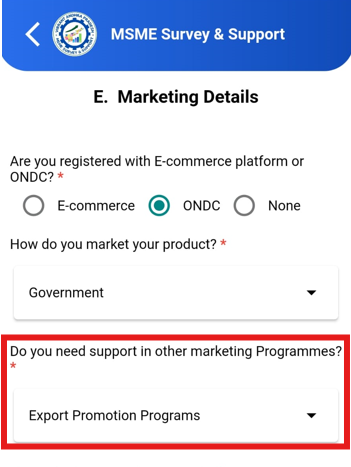 MSME Survey & Support
E. Marketing Details
Are you registered with E-commerce platform or
ONDC? *
E-commerce ONDC None
How do you market your product? *
Government
Do you need support in other marketing Programmes?
*
Export Promotion Programs